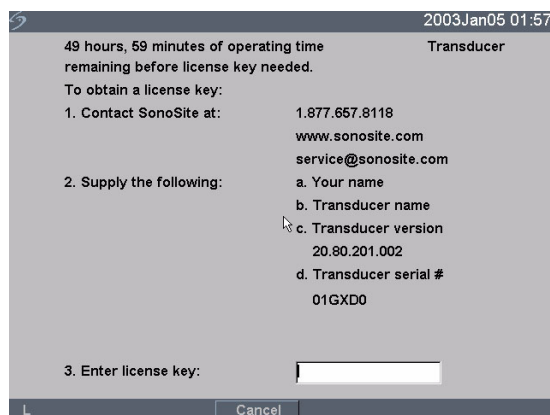 2003Jan05 01:57
49 hours, 59 minutes of operating time
Transducer
remaining before license key needed.
To obtain a license key:
1. Contact SonoSite at: 1.877.657.8118
www.sonosite.com
service@sonosite.com
2. Supply the following: a. Your name
b. Transducer name
c. Transducer version
20.80.201.002
d. Transducer serial #
01GXD0
3. Enter license key:
L Cancel